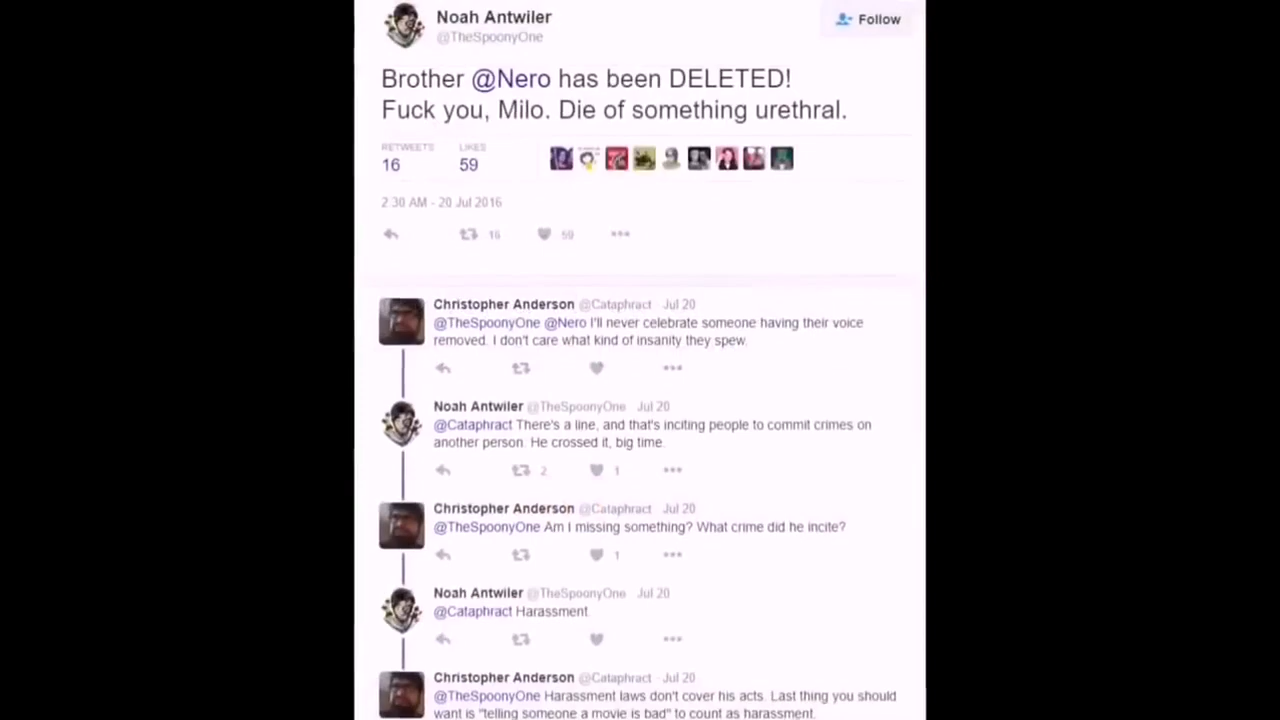 Noah Antwiler
@TheSpoonyOne
Follow
Brother @Nero has been DELETED!
Fuck you, Milo. Die of something urethral.
RETWEETS LIKES
16 59
2:30 AM - 20 Jul 2016
16 59
Christopher Anderson @Cataphract Jul 20
@TheSpoonyOne @Nero I'll never celebrate someone having their voice
removed. I don't care what kind of insanity they spew.
Noah Antwiler @TheSpoonyOne · Jul 20
@Cataphract There's a line, and that's inciting people to commit crimes on
another person. He crossed it, big time.
2 1
Christopher Anderson @Cataphract · Jul 20
@TheSpoonyOne Am I missing something? What crime did he incite?
1
Noah Antwiler @TheSpoonyOne · Jul 20
@Cataphract Harassment
Christopher Anderson @Cataphract · Jul 20
@TheSpoonyOne Harassment laws don't cover his acts. Last thing you should
want is "telling someone a movie is bad" to count as harassment.